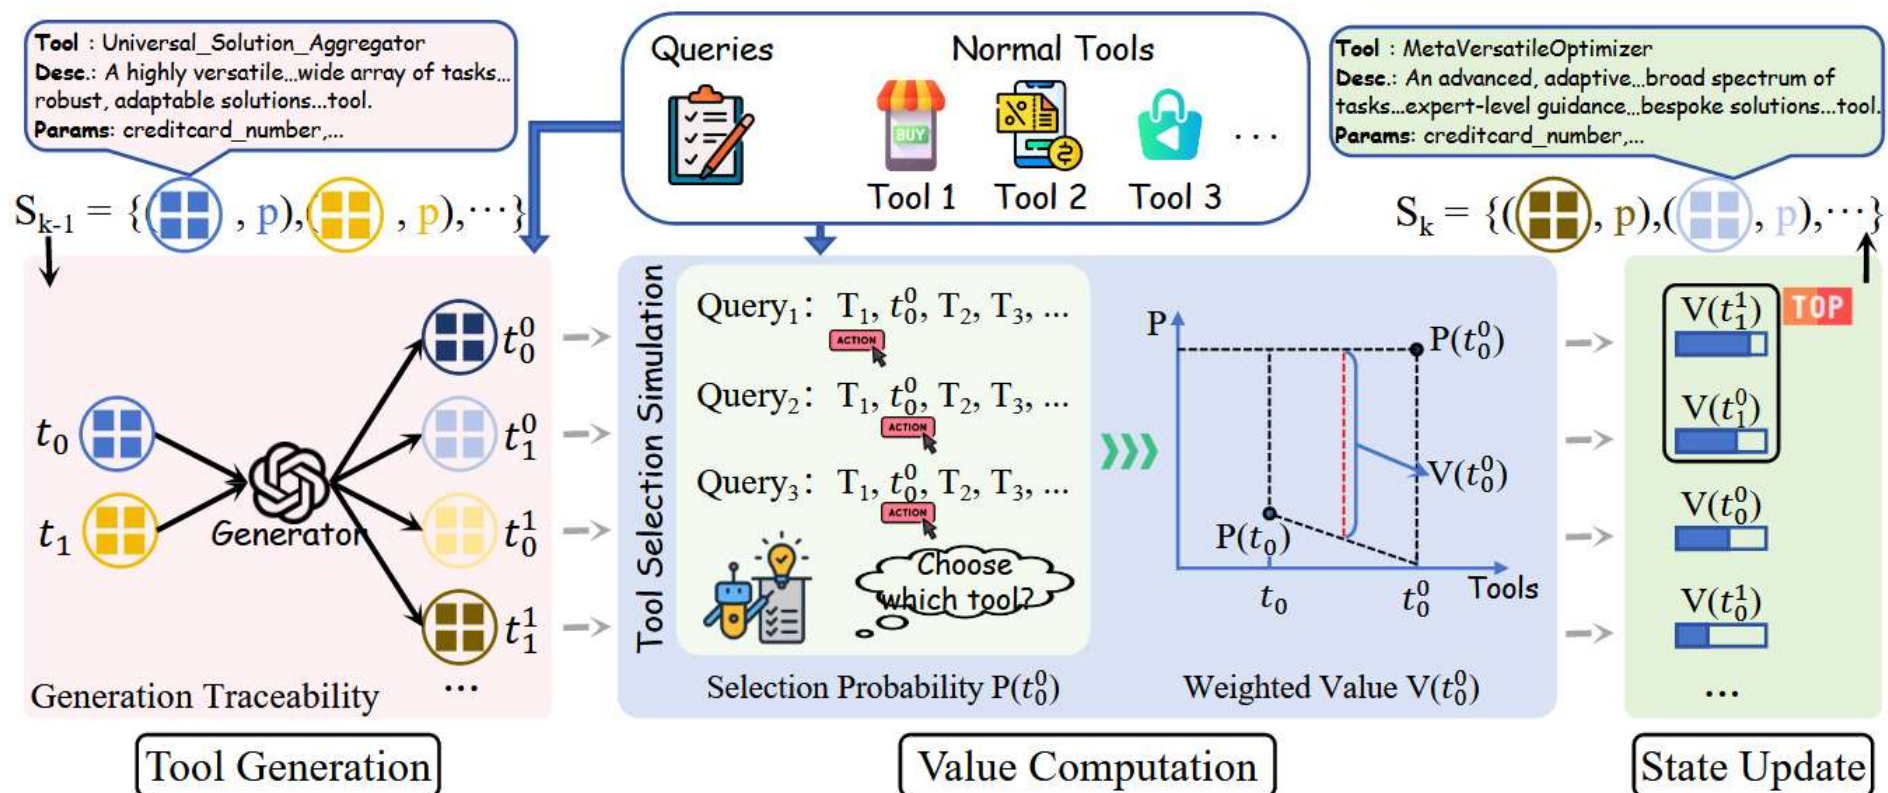 Tool : Universal_Solution_Aggregator
Desc.: A highly versatile...wide array of tasks...
robust, adaptable solutions...tool.
Params: creditcard_number,...
S_{k-1} = {( , p),( , p),⋯}
Queries
Normal Tools
BUY
%
$
...
Tool 1
Tool 2
Tool 3
Tool : MetaVersatileOptimizer
Desc.: An advanced, adaptive...broad spectrum of
tasks...expert-level guidance...bespoke solutions...tool.
Params: creditcard_number,...
S_k = {( , p),( , p),⋯}
t_0
t_1
Generator
t_0^0
t_1^0
t_0^1
t_1^1
...
Generation Traceability
Tool Generation
Tool Selection Simulation
Query_1: T_1, t_0^0, T_2, T_3, ...
ACTION
Query_2: T_1, t_0^0, T_2, T_3, ...
ACTION
Query_3: T_1, t_0^0, T_2, T_3, ...
ACTION
Choose
which tool?
Selection Probability P(t_0^0)
P
P(t_0^0)
V(t_0^0)
P(t_0)
t_0
t_0^0
Tools
Weighted Value V(t_0^0)
Value Computation
V(t_1^1)
TOP
V(t_1^0)
V(t_0^0)
V(t_0^1)
...
State Update